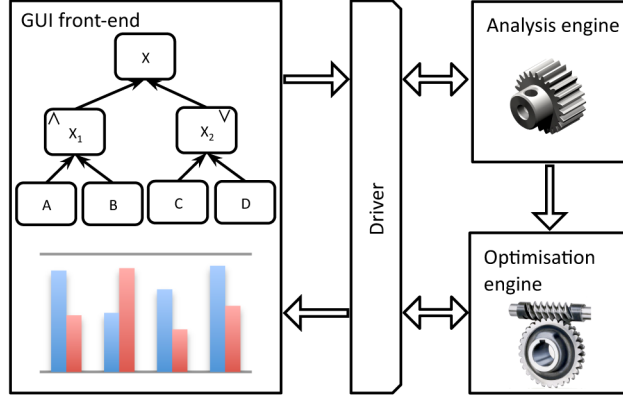 GUI front-end
X
∧
X₁
∨
X₂
A
B
C
D
Driver
Analysis engine
Optimisation
engine